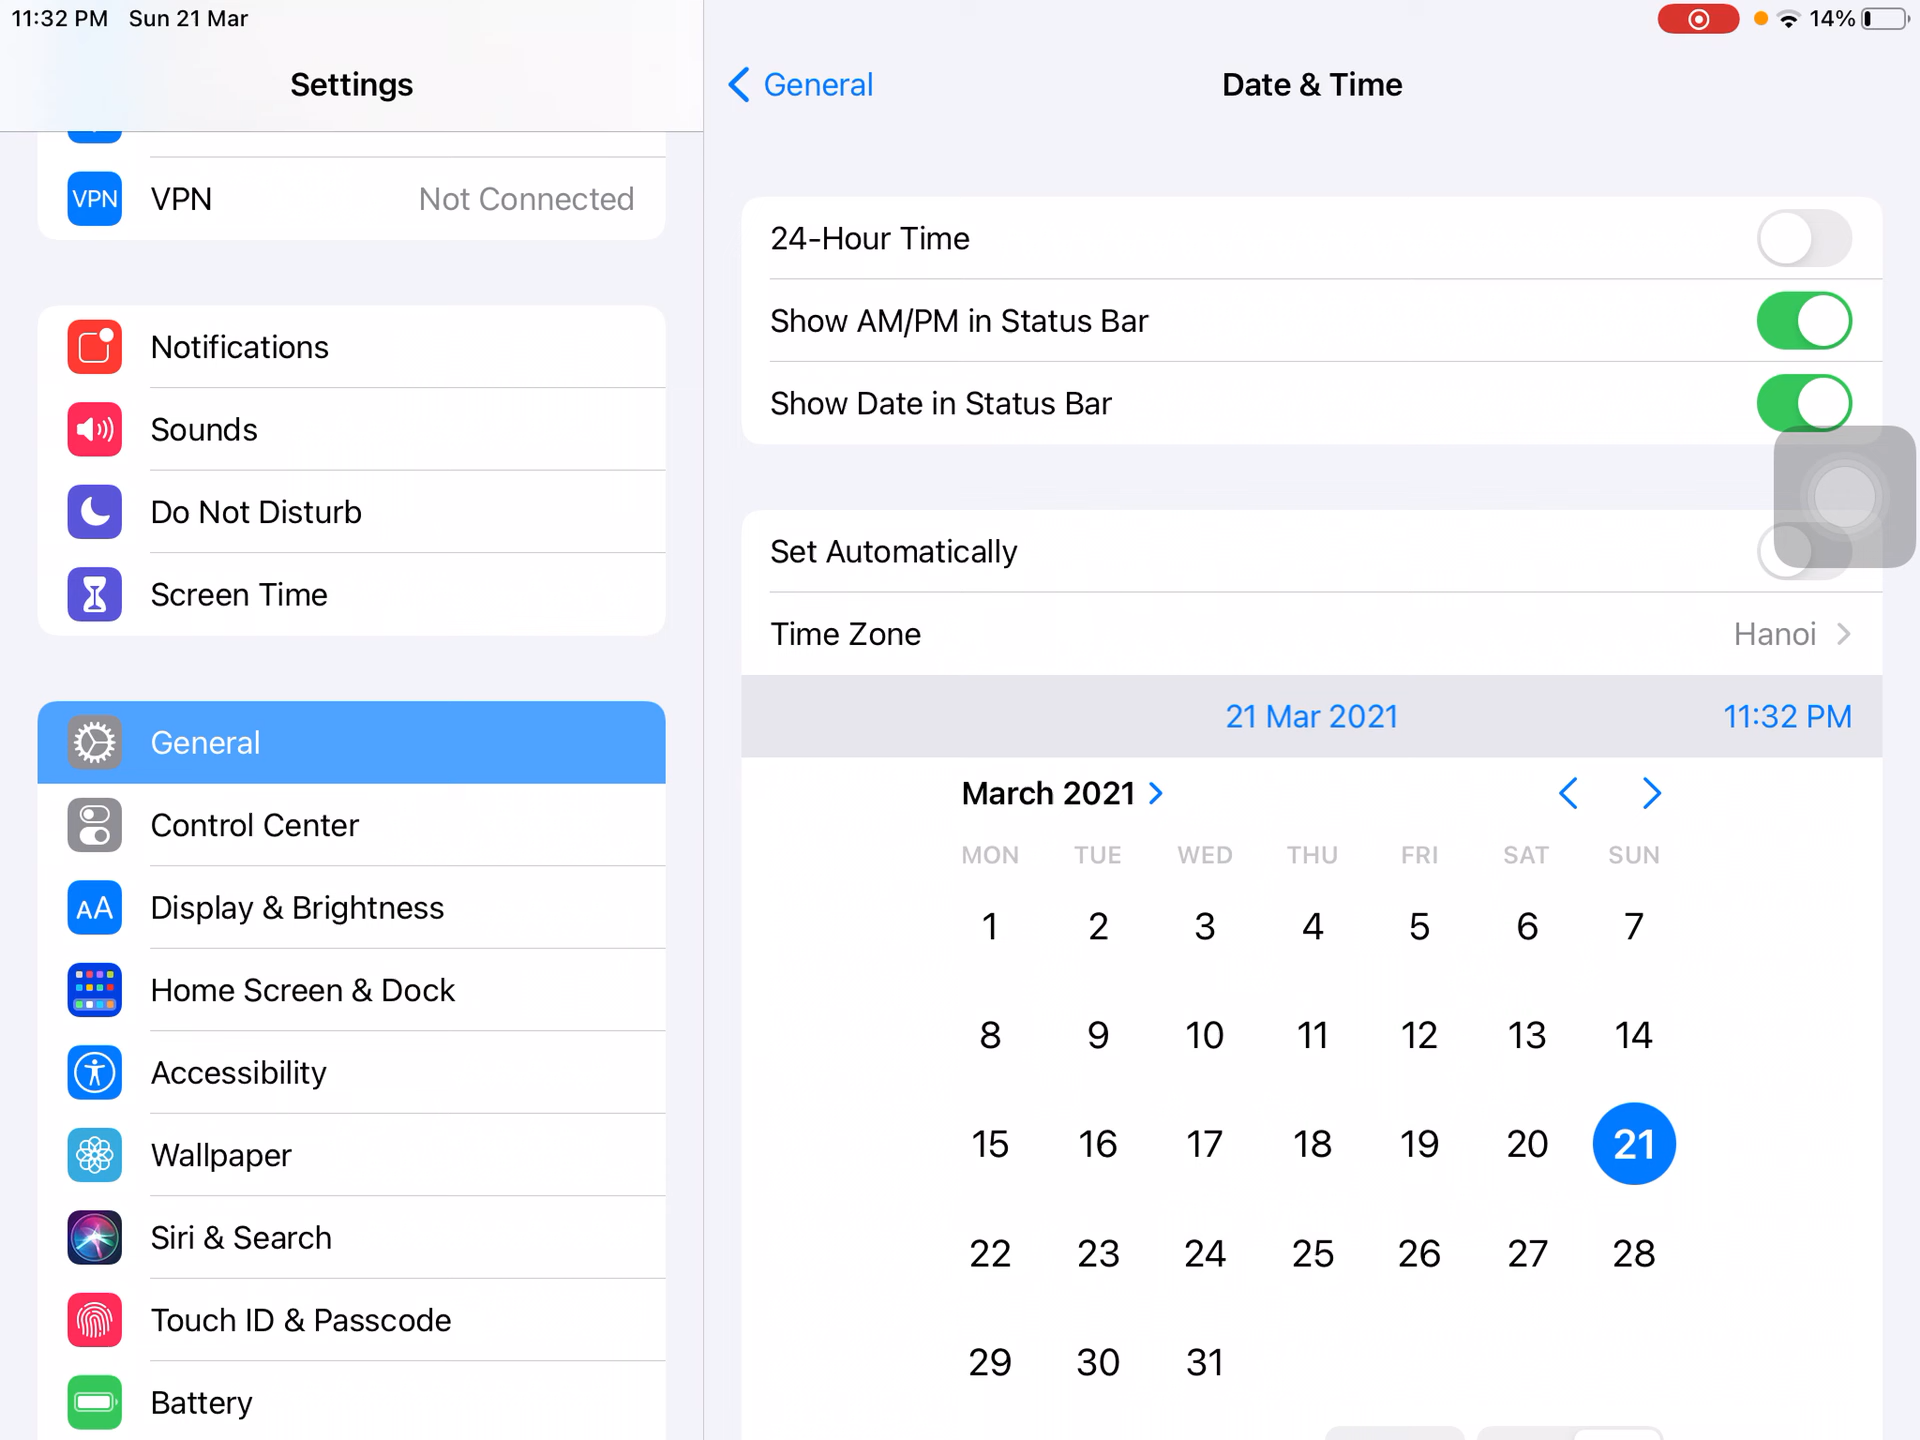 11:32 PM Sun 21 Mar
14%
Settings
VPN
VPN Not Connected
Notifications
Sounds
Do Not Disturb
Screen Time
General
Control Center
AA Display & Brightness
Home Screen & Dock
Accessibility
Wallpaper
Siri & Search
Touch ID & Passcode
Battery
General
Date & Time
24-Hour Time
Show AM/PM in Status Bar
Show Date in Status Bar
Set Automatically
Time Zone Hanoi
21 Mar 2021 11:32 PM
March 2021
MON TUE WED THU FRI SAT SUN
1 2 3 4 5 6 7
8 9 10 11 12 13 14
15 16 17 18 19 20 21
22 23 24 25 26 27 28
29 30 31